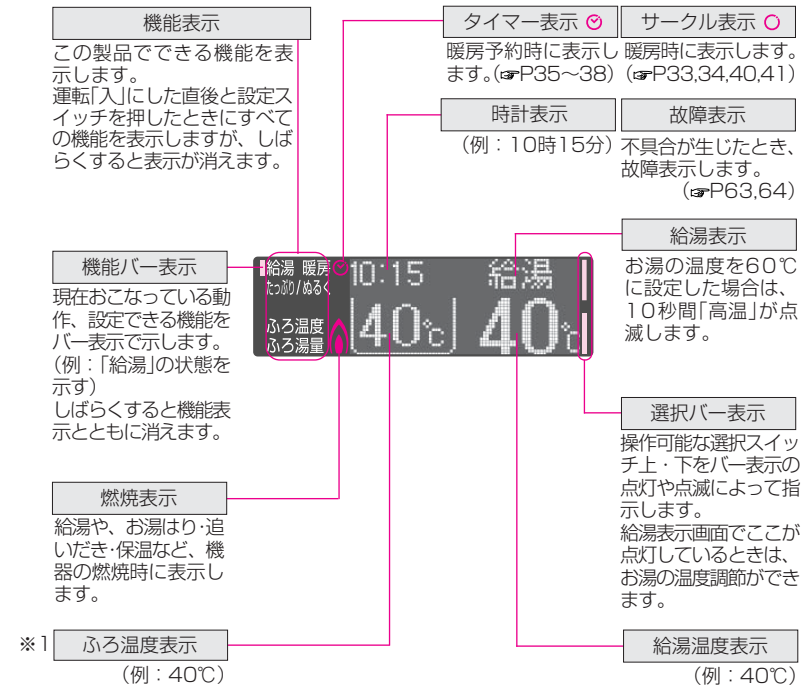 機能表示
この製品でできる機能を表
示します。
運転「入」にした直後と設定ス
イッチを押したときにすべて
の機能を表示しますが、しば
らくすると表示が消えます。
タイマー表示
暖房予約時に表示し
ます。(☞P35～38)
サークル表示
暖房時に表示します。
(☞P33,34,40,41)
時計表示
(例：10時15分)
故障表示
不具合が生じたとき、
故障表示します。
(☞P63,64)
給湯表示
お湯の温度を60℃
に設定した場合は、
10秒間「高温」が点
滅します。
機能バー表示
現在おこなっている動
作、設定できる機能を
バー表示で示します。
(例：「給湯」の状態を
示す)
しばらくすると機能表
示とともに消えます。
給湯 暖房
たっぷり/ぬるく
ふろ温度
ふろ湯量
10:15
40℃
給湯
40℃
選択バー表示
操作可能な選択スイッ
チ上・下をバー表示の
点灯や点滅によって指
示します。
給湯表示画面でここが
点灯しているときは、
お湯の温度調節ができ
ます。
燃焼表示
給湯や、お湯はり・追
いだき・保温など、機
器の燃焼時に表示し
ます。
※1 ふろ温度表示
(例：40℃)
給湯温度表示
(例：40℃)